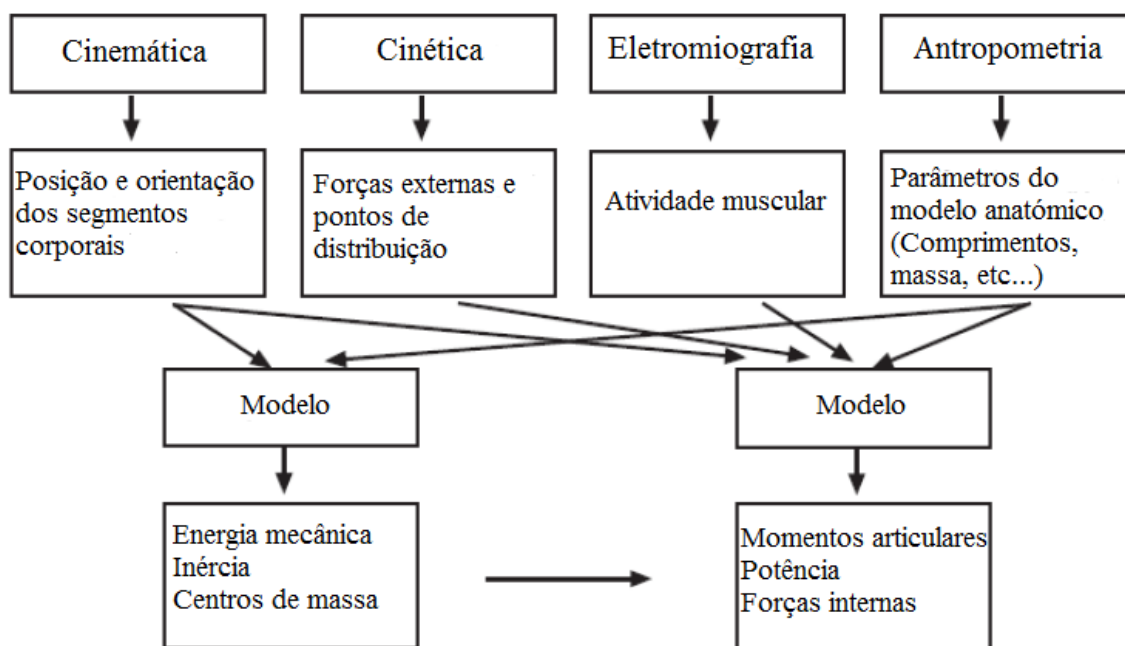 Cinemática
Cinética
Eletromiografia
Antropometria
Posição e orientação
dos segmentos
corporais
Forças externas e
pontos de
distribuição
Atividade muscular
Parâmetros do
modelo anatómico
(Comprimentos,
massa, etc...)
Modelo
Modelo
Energia mecânica
Inércia
Centros de massa
Momentos articulares
Potência
Forças internas